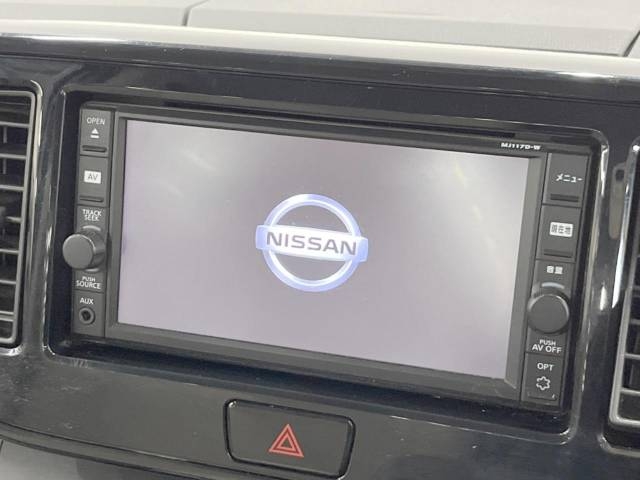 OPEN
AV
TRACK
SEEK
PUSH
SOURCE
AUX
NISSAN
MJ117D-W
メニュー
現在地
音量
PUSH
AV OFF
OPT